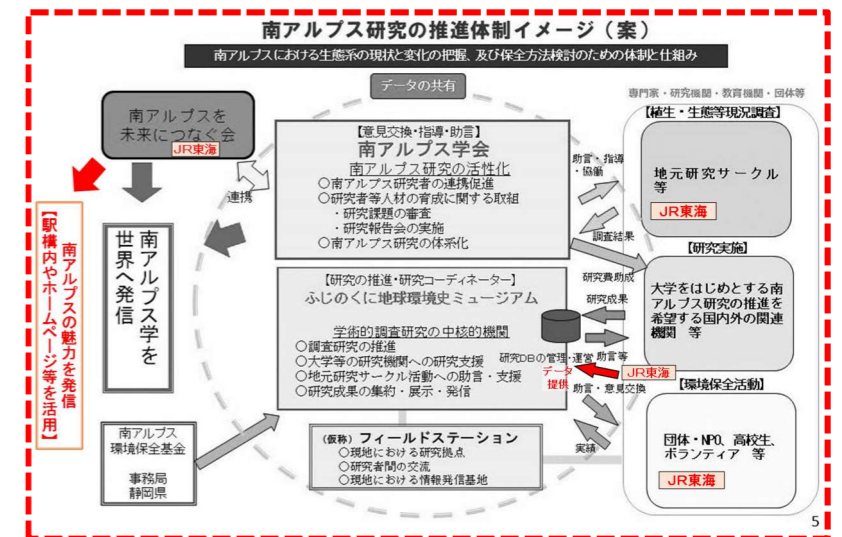 南アルプス研究の推進体制イメージ（案）
南アルプスにおける生態系の現状と変化の把握、及び保全方法検討のための体制と仕組み
データの共有
専門家・研究機関・教育機関・団体等
南アルプスを
未来につなぐ会
JR東海
連携
南アルプスの魅力を発信
【駅構内やホームページ等を活用】
南アルプス学を
世界へ発信
南アルプス
環境保全基金
事務局
静岡県
【意見交換・指導・助言】
南アルプス学会
南アルプス研究の活性化
○南アルプス研究者の連携促進
○研究者等人材の育成に関する取組
・研究課題の審査
・研究報告会の実施
○南アルプス研究の体系化
【研究の推進・研究コーディネーター】
ふじのくに地球環境史ミュージアム
学術的調査研究の中核的機関
○調査研究の推進
○大学等の研究機関への研究支援
○地元研究サークル活動への助言・支援
○研究成果の集約・展示・発信
研究DBの管理・運営
(仮称) フィールドステーション
○現地における研究拠点
○研究者間の交流
○現地における情報発信基地
助言・指導
・協働
調査結果
研究費助成
研究成果
助言等
データ
提供
JR東海
助言・意見交換
実績
【植生・生態等現況調査】
地元研究サークル
等
JR東海
【研究実施】
大学をはじめとする南
アルプス研究の推進を
希望する国内外の関連
機関　等
【環境保全活動】
団体・NPO、高校生、
ボランティア　等
JR東海
5